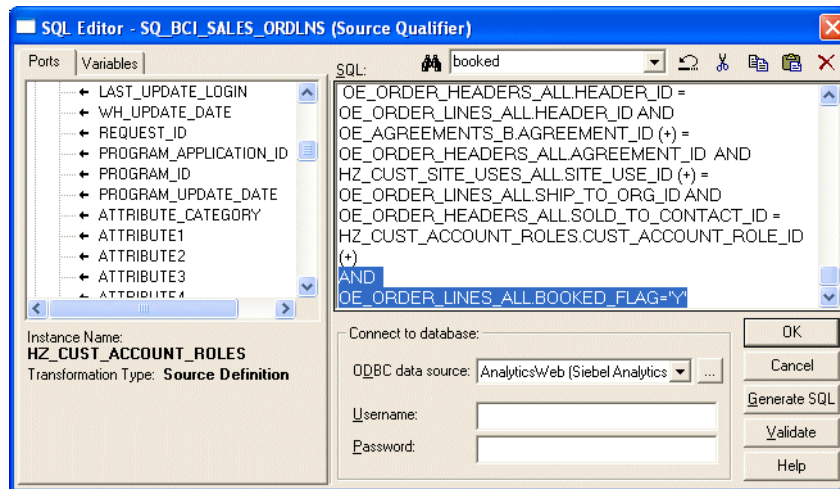 SQL Editor - SQ_BCI_SALES_ORDLNS (Source Qualifier)
Ports
Variables
SQL:
booked
LAST_UPDATE_LOGIN
WH_UPDATE_DATE
REQUEST_ID
PROGRAM_APPLICATION_ID
PROGRAM_ID
PROGRAM_UPDATE_DATE
ATTRIBUTE_CATEGORY
ATTRIBUTE1
ATTRIBUTE2
ATTRIBUTE3
ATTRIBUTE4
OE_ORDER_HEADERS_ALL.HEADER_ID =
OE_ORDER_LINES_ALL.HEADER_ID AND
OE_AGREEMENTS_B.AGREEMENT_ID (+) =
OE_ORDER_HEADERS_ALL.AGREEMENT_ID AND
HZ_CUST_SITE_USES_ALL.SITE_USE_ID (+) =
OE_ORDER_LINES_ALL.SHIP_TO_ORG_ID AND
OE_ORDER_HEADERS_ALL.SOLD_TO_CONTACT_ID =
HZ_CUST_ACCOUNT_ROLES.CUST_ACCOUNT_ROLE_ID
(+)
AND
OE_ORDER_LINES_ALL.BOOKED_FLAG='Y'
Instance Name:
HZ_CUST_ACCOUNT_ROLES
Transformation Type: Source Definition
Connect to database:
ODBC data source: AnalyticsWeb (Siebel Analytics ...
Username:
Password:
OK
Cancel
Generate SQL
Validate
Help